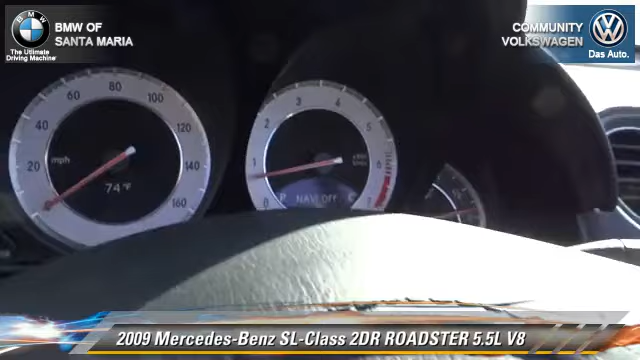 BMW
BMW OF
SANTA MARIA
The Ultimate
Driving Machine
COMMUNITY
VOLKSWAGEN
Das Auto.
20 40 60 80 100 120 140 160
mph
74°F
0 1 2 3 4 5 6 7
NAVI Off
2009 Mercedes-Benz SL-Class 2DR ROADSTER 5.5L V8